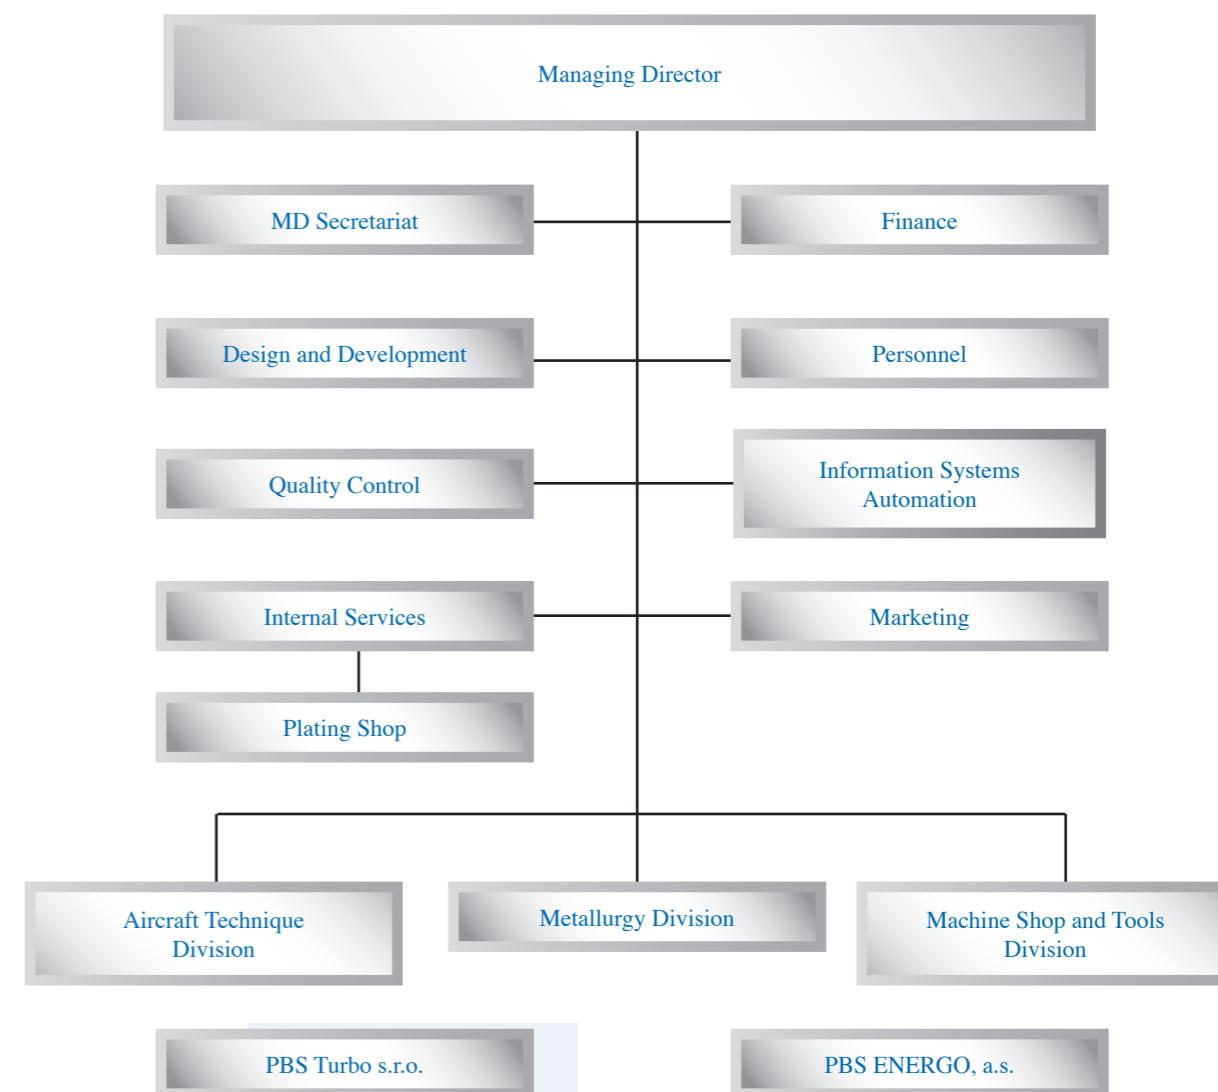 Managing Director
MD Secretariat
Finance
Design and Development
Personnel
Quality Control
Information Systems
Automation
Internal Services
Marketing
Plating Shop
Aircraft Technique
Division
Metallurgy Division
Machine Shop and Tools
Division
PBS Turbo s.r.o.
PBS ENERGO, a.s.